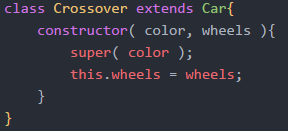 class Crossover extends Car{
    constructor( color, wheels ){
        super( color );
        this.wheels = wheels;
    }
}